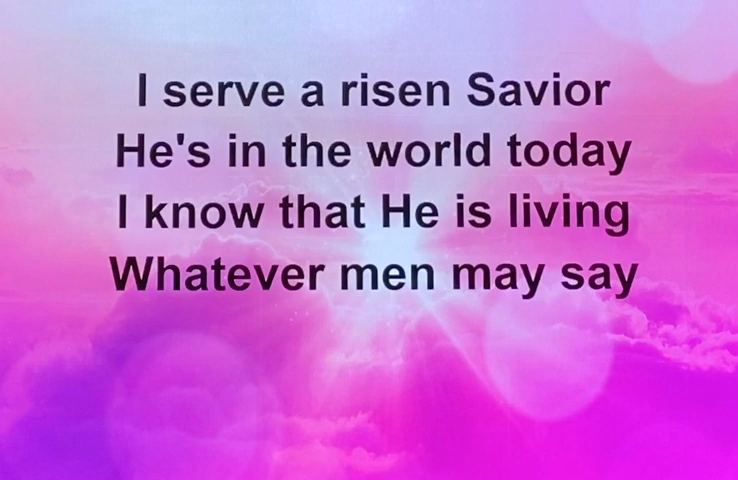 I serve a risen Savior
He's in the world today
I know that He is living
Whatever men may say